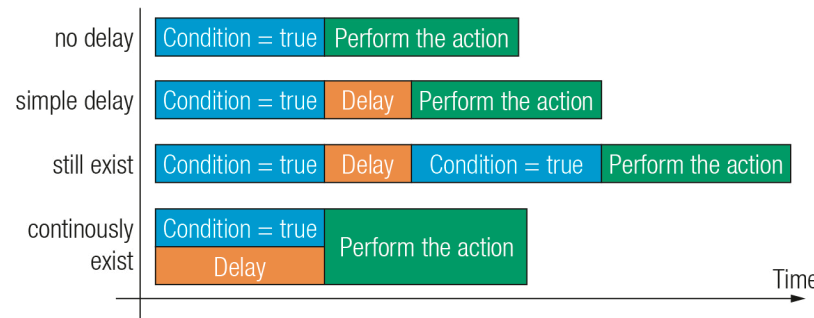 no delay
Condition = true
Perform the action
simple delay
Condition = true
Delay
Perform the action
still exist
Condition = true
Delay
Condition = true
Perform the action
continously
exist
Condition = true
Delay
Perform the action
Time